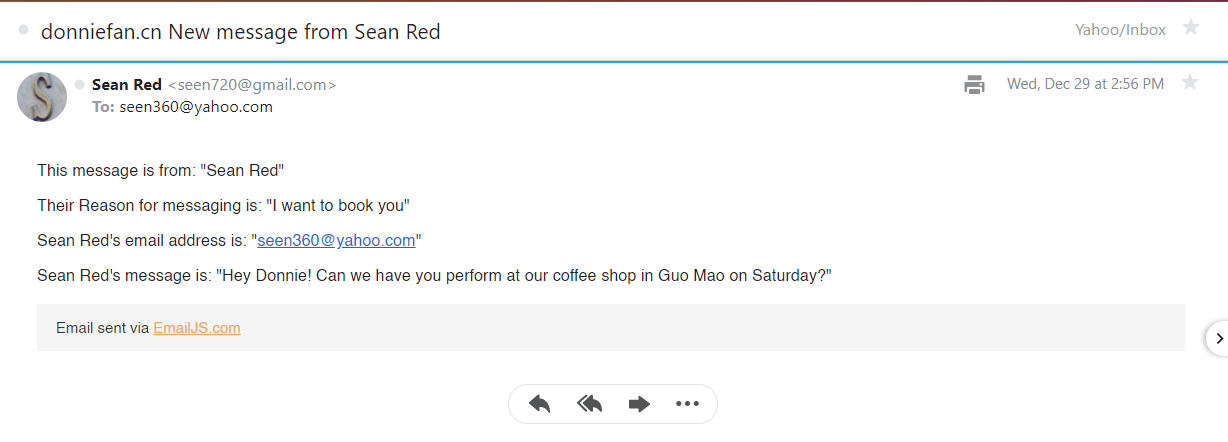 donniefan.cn New message from Sean Red
Yahoo/Inbox
Sean Red <seen720@gmail.com>
Wed, Dec 29 at 2:56 PM
To: seen360@yahoo.com
This message is from: "Sean Red"
Their Reason for messaging is: "I want to book you"
Sean Red's email address is: "seen360@yahoo.com"
Sean Red's message is: "Hey Donnie! Can we have you perform at our coffee shop in Guo Mao on Saturday?"
Email sent via EmailJS.com